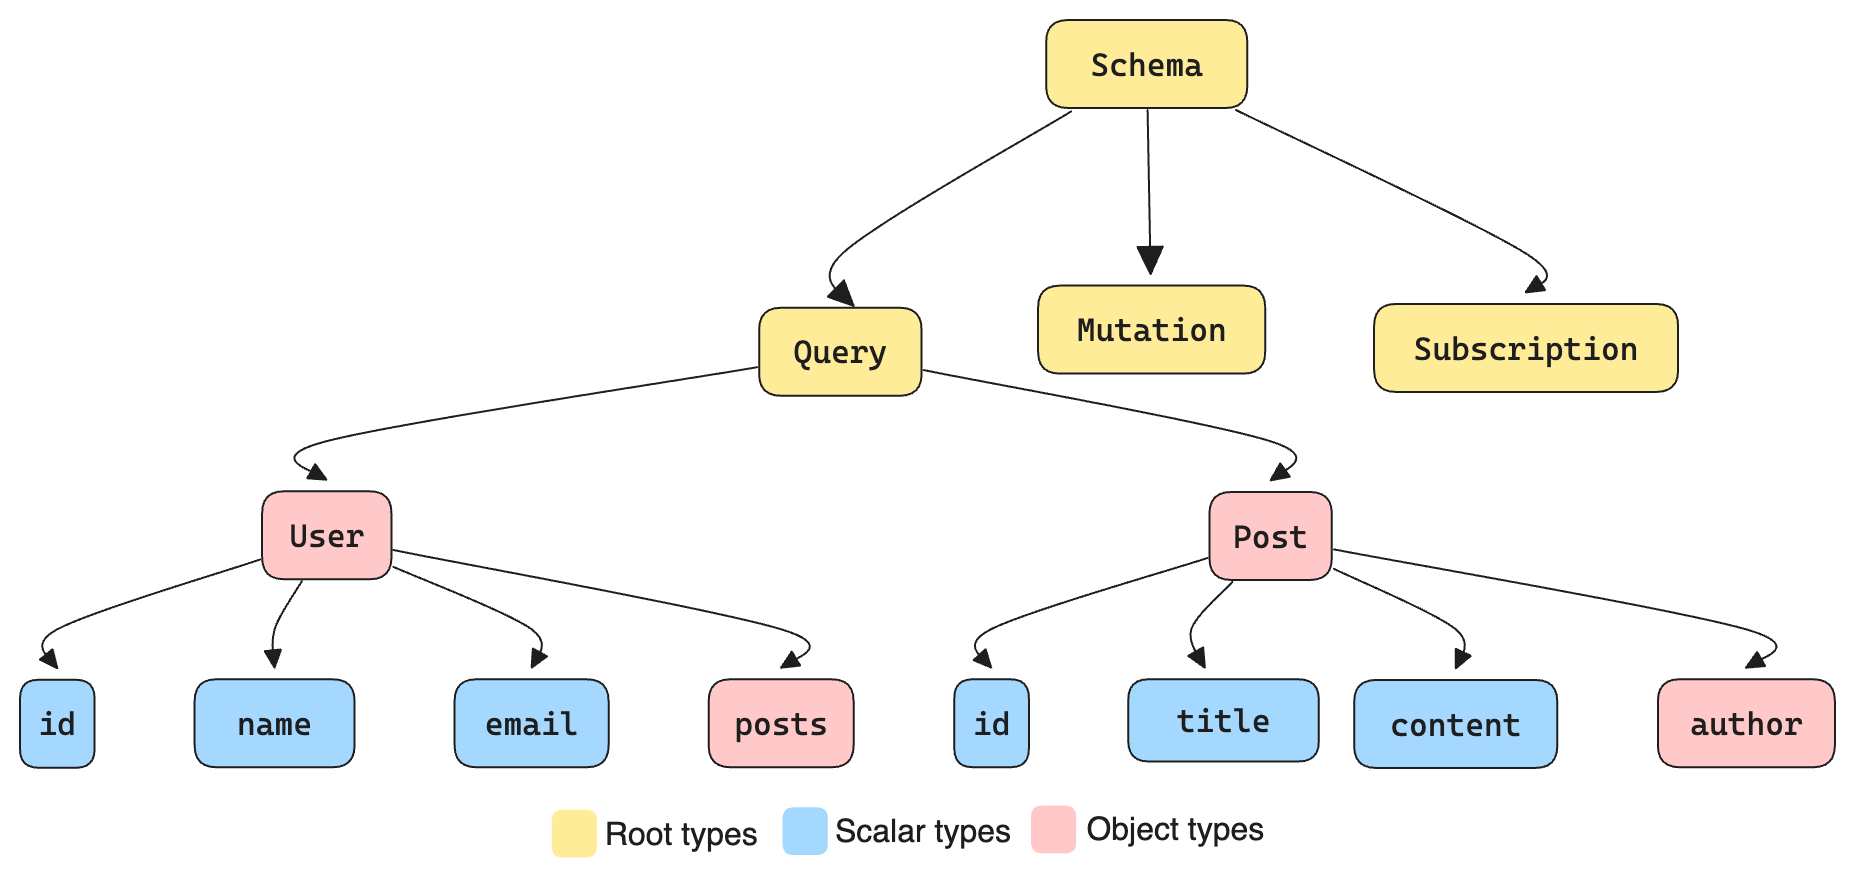 Schema
Query
Mutation
Subscription
User
Post
id
name
email
posts
id
title
content
author
Root types
Scalar types
Object types